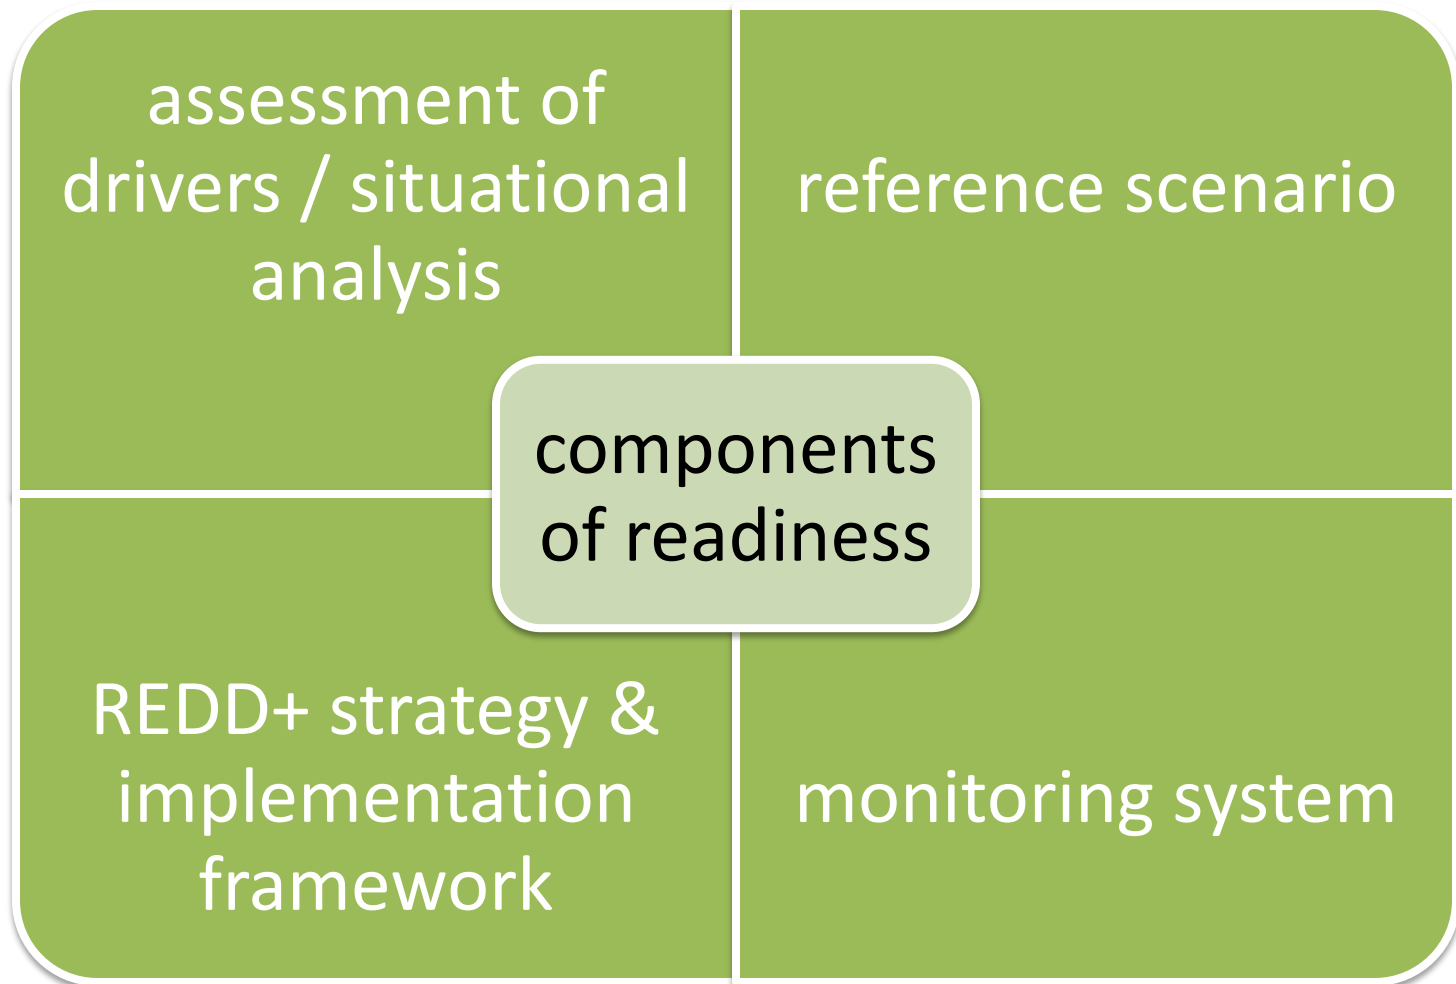 assessment of
drivers / situational
analysis
reference scenario
components
of readiness
REDD+ strategy &
implementation
framework
monitoring system